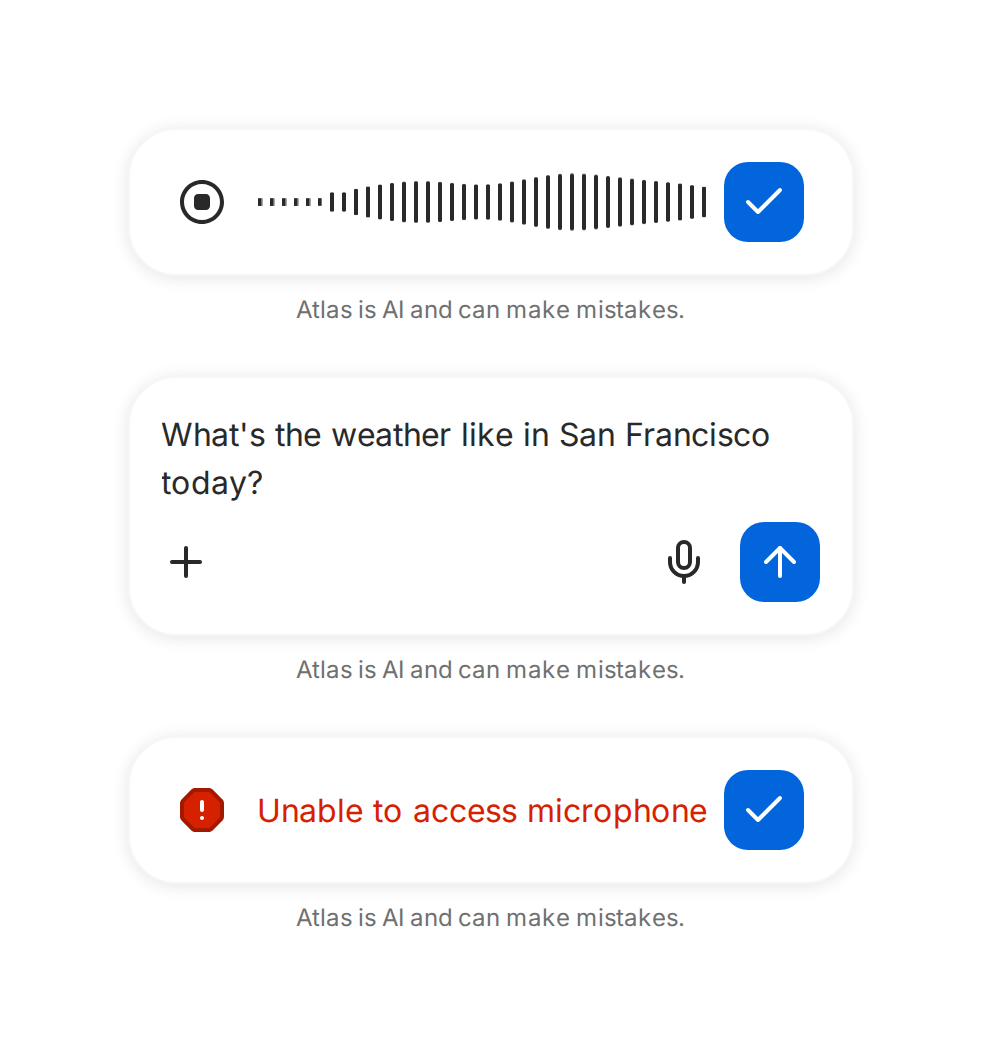 Atlas is AI and can make mistakes.
What's the weather like in San Francisco
today?
Atlas is AI and can make mistakes.
Unable to access microphone
Atlas is AI and can make mistakes.